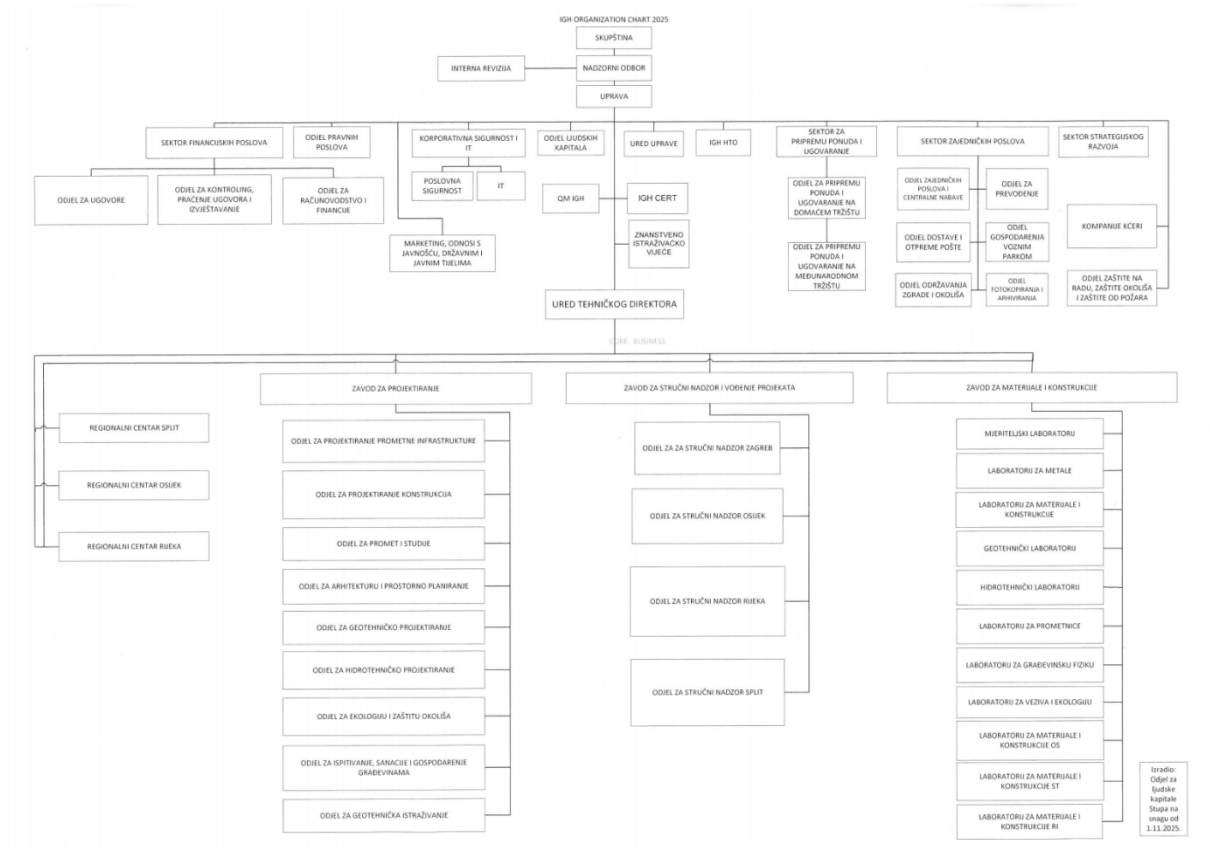 IGH ORGANIZATION CHART 2025
SKUPŠTINA
INTERNA REVIZIJA
NADZORNI ODBOR
UPRAVA
SEKTOR FINANCIJSKIH POSLOVA
ODJEL PRAVNIH
POSLOVA
KORPORATIVNA SIGURNOST I
IT
ODJEL LJUDSKIH
KAPITALA
URED UPRAVE
IGH HTO
SEKTOR ZA
PRIPREMU PONUDA I
UGOVARANJE
SEKTOR ZAJEDNIČKIH POSLOVA
SEKTOR STRATEGIJSKOG
RAZVOJA
ODJEL ZA UGOVORE
ODJEL ZA KONTROLING,
PRAĆENJE UGOVORA I
IZVJEŠTAVANJE
ODJEL ZA
RAČUNOVODSTVO I
FINANCIJE
POSLOVNA
SIGURNOST
IT
MARKETING, ODNOSI S
JAVNOŠĆU, DRŽAVNIM I
JAVNIM TIJELIMA
QM IGH
IGH CERT
ZNANSTVENO
ISTRAŽIVAČKO
VIJEĆE
ODJEL ZA PRIPREMU
PONUDA I
UGOVARANJE NA
DOMAĆEM TRŽIŠTU
ODJEL ZA PRIPREMU
PONUDA I
UGOVARANJE NA
MEĐUNARODNOM
TRŽIŠTU
ODJEL ZAJEDNIČKIH
POSLOVA I
CENTRALNE NABAVE
ODJEL ZA
PREVOĐENJE
ODJEL DOSTAVE I
OTPREME POŠTE
ODJEL
GOSPODARENJA
VOZNIM
PARKOM
ODJEL ODRŽAVANJA
ZGRADE I OKOLIŠA
ODJEL
FOTOKOPIRANJA I
ARHIVIRANJA
KOMPANIJE KĆERI
ODJEL ZAŠTITE NA
RADU, ZAŠTITE OKOLIŠA
I ZAŠTITE OD POŽARA
URED TEHNIČKOG DIREKTORA
CORE BUSINESS
REGIONALNI CENTAR SPLIT
REGIONALNI CENTAR OSIJEK
REGIONALNI CENTAR RIJEKA
ZAVOD ZA PROJEKTIRANJE
ODJEL ZA PROJEKTIRANJE PROMETNE INFRASTRUKTURE
ODJEL ZA PROJEKTIRANJE KONSTRUKCIJA
ODJEL ZA PROMET I STUDIJE
ODJEL ZA ARHITEKTURU I PROSTORNO PLANIRANJE
ODJEL ZA GEOTEHNIČKO PROJEKTIRANJE
ODJEL ZA HIDROTEHNIČKO PROJEKTIRANJE
ODJEL ZA EKOLOGIJU I ZAŠTITU OKOLIŠA
ODJEL ZA ISPITIVANJE, SANACIJE I GOSPODARENJE
GRAĐEVINAMA
ODJEL ZA GEOTEHNIČKA ISTRAŽIVANJE
ZAVOD ZA STRUČNI NADZOR I VOĐENJE PROJEKATA
ODJEL ZA ZA STRUČNI NADZOR ZAGREB
ODJEL ZA STRUČNI NADZOR OSIJEK
ODJEL ZA STRUČNI NADZOR RIJEKA
ODJEL ZA STRUČNI NADZOR SPLIT
ZAVOD ZA MATERIJALE I KONSTRUKCIJE
MJERITELJSKI LABORATORIJ
LABORATORIJ ZA METALE
LABORATORIJ ZA MATERIJALE I
KONSTRUKCIJE
GEOTEHNIČKI LABORATORIJ
HIDROTEHNIČKI LABORATORIJ
LABORATORIJ ZA PROMETNICE
LABORATORIJ ZA GRAĐEVINSKU FIZIKU
LABORATORIJ ZA VEZIVA I EKOLOGIJU
LABORATORIJ ZA MATERIJALE I
KONSTRUKCIJE OS
LABORATORIJ ZA MATERIJALE I
KONSTRUKCIJE ST
LABORATORIJ ZA MATERIJALE I
KONSTRUKCIJE RI
Izradio:
Odjel za
ljudske
kapitale
Stupa na
snagu od
1.11.2025.